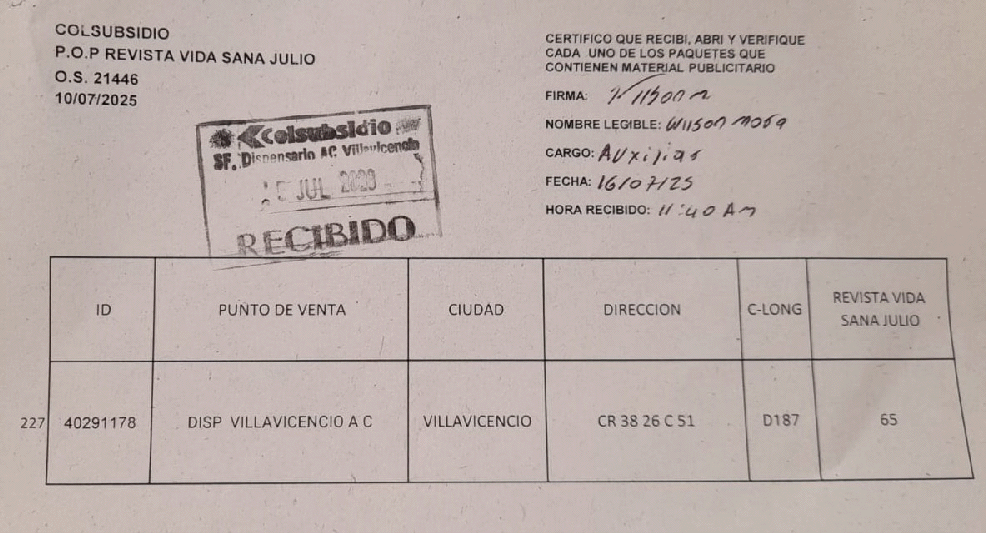 COLSUBSIDIO
P.O.P REVISTA VIDA SANA JULIO
O.S. 21446
10/07/2025
CERTIFICO QUE RECIBI, ABRI Y VERIFIQUE
CADA UNO DE LOS PAQUETES QUE
CONTIENEN MATERIAL PUBLICITARIO
FIRMA: Wilson M
NOMBRE LEGIBLE: Wilson Mora
CARGO: Auxiliar
FECHA: 16/07/25
HORA RECIBIDO: 11:40 AM
Colsubsidio
SF. Dispensario AC Villavicencio
JUL
RECIBIDO
ID PUNTO DE VENTA CIUDAD DIRECCION C-LONG REVISTA VIDA
SANA JULIO
227 40291178 DISP VILLAVICENCIO A C VILLAVICENCIO CR 38 26 C 51 D187 65